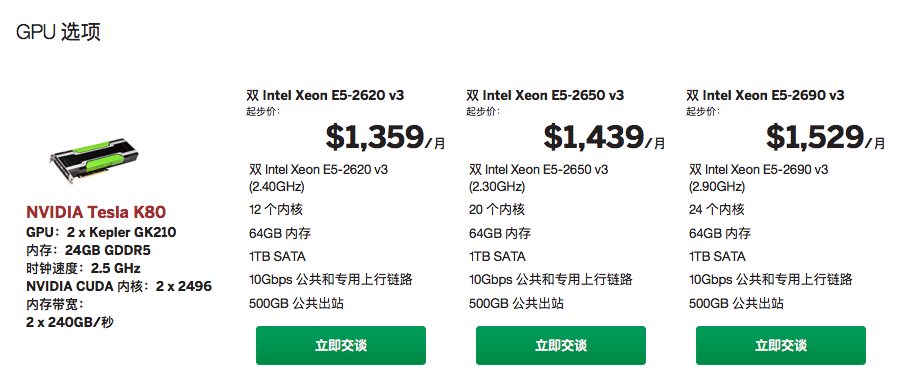 GPU 选项
NVIDIA Tesla K80
GPU：2 x Kepler GK210
内存：24GB GDDR5
时钟速度：2.5 GHz
NVIDIA CUDA 内核：2 x 2496
内存带宽：
2 x 240GB/秒
双 Intel Xeon E5-2620 v3
起步价：
$1,359/月
双 Intel Xeon E5-2620 v3
(2.40GHz)
12 个内核
64GB 内存
1TB SATA
10Gbps 公共和专用上行链路
500GB 公共出站
立即交谈
双 Intel Xeon E5-2650 v3
起步价：
$1,439/月
双 Intel Xeon E5-2650 v3
(2.30GHz)
20 个内核
64GB 内存
1TB SATA
10Gbps 公共和专用上行链路
500GB 公共出站
立即交谈
双 Intel Xeon E5-2690 v3
起步价：
$1,529/月
双 Intel Xeon E5-2690 v3
(2.90GHz)
24 个内核
64GB 内存
1TB SATA
10Gbps 公共和专用上行链路
500GB 公共出站
立即交谈